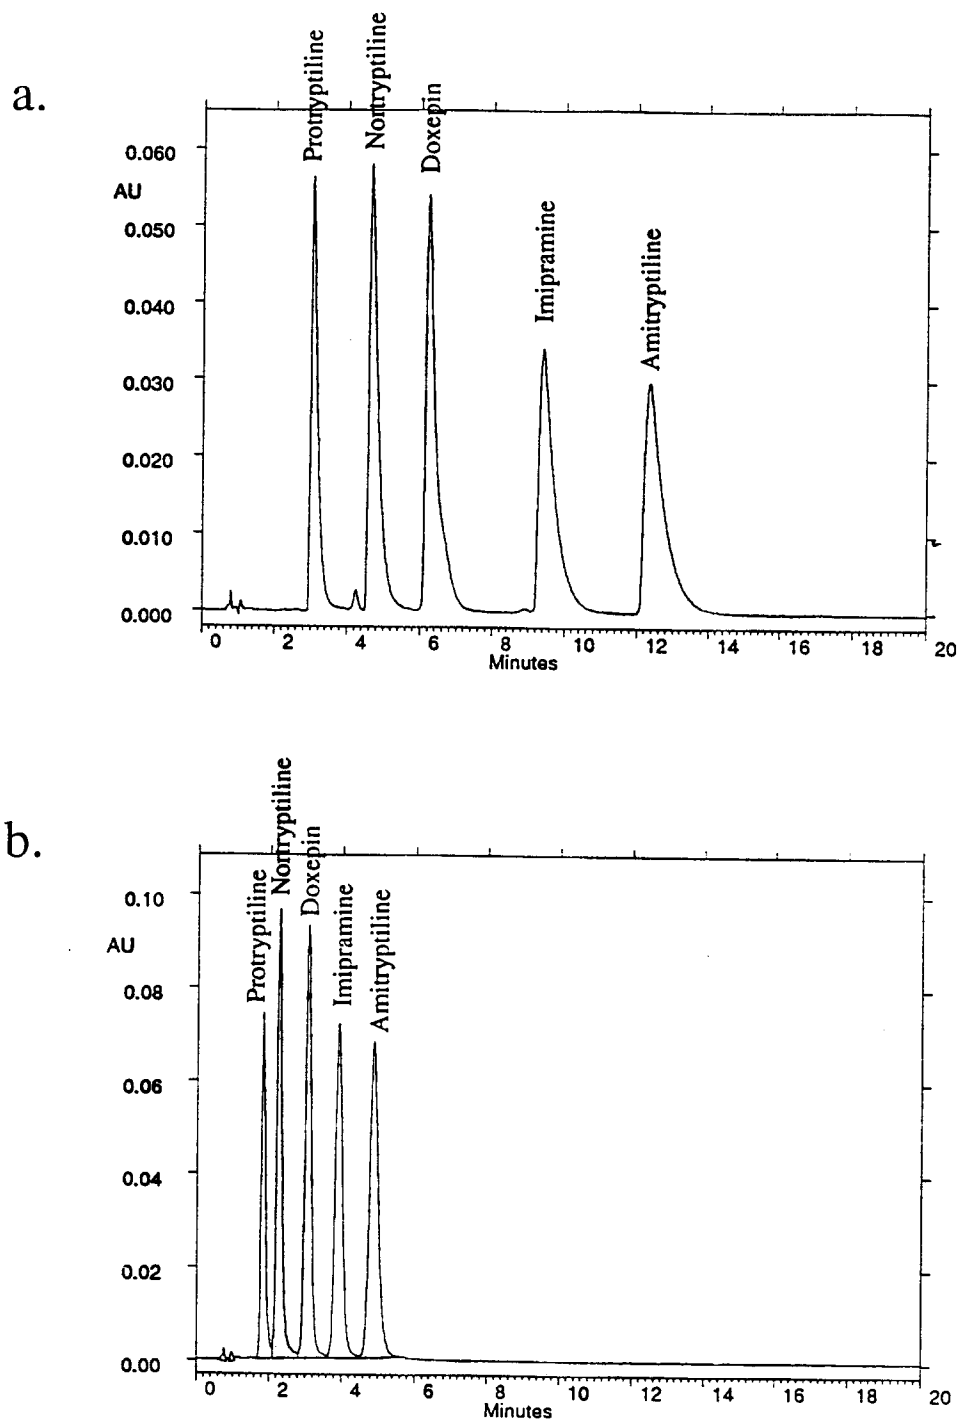 a.
Protryptiline
Nortryptiline
Doxepin
Imipramine
Amitryptiline
0.060
AU
0.050
0.040
0.030
0.020
0.010
0.000
0 2 4 6 8 10 12 14 16 18 20
Minutes
b.
Protryptiline
Nortryptiline
Doxepin
Imipramine
Amitryptiline
0.10
AU
0.08
0.06
0.04
0.02
0.00
0 2 4 6 8 10 12 14 16 18 20
Minutes